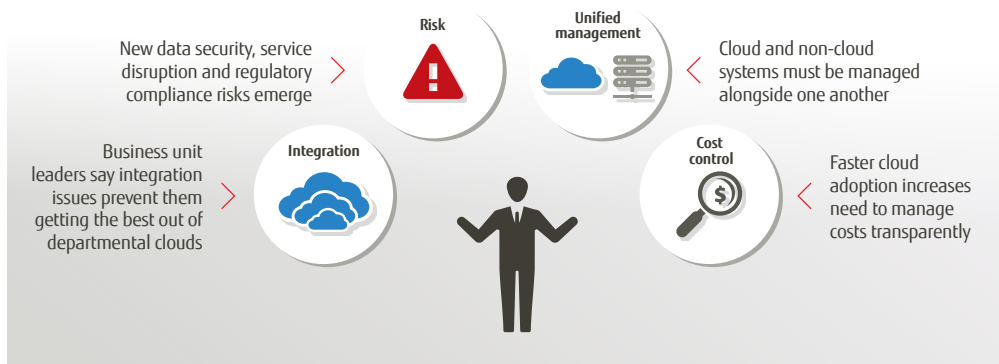 Risk
New data security, service
disruption and regulatory
compliance risks emerge
Unified
management
Cloud and non-cloud
systems must be managed
alongside one another
Integration
Business unit
leaders say integration
issues prevent them
getting the best out of
departmental clouds
Cost
control
$
Faster cloud
adoption increases
need to manage
costs transparently